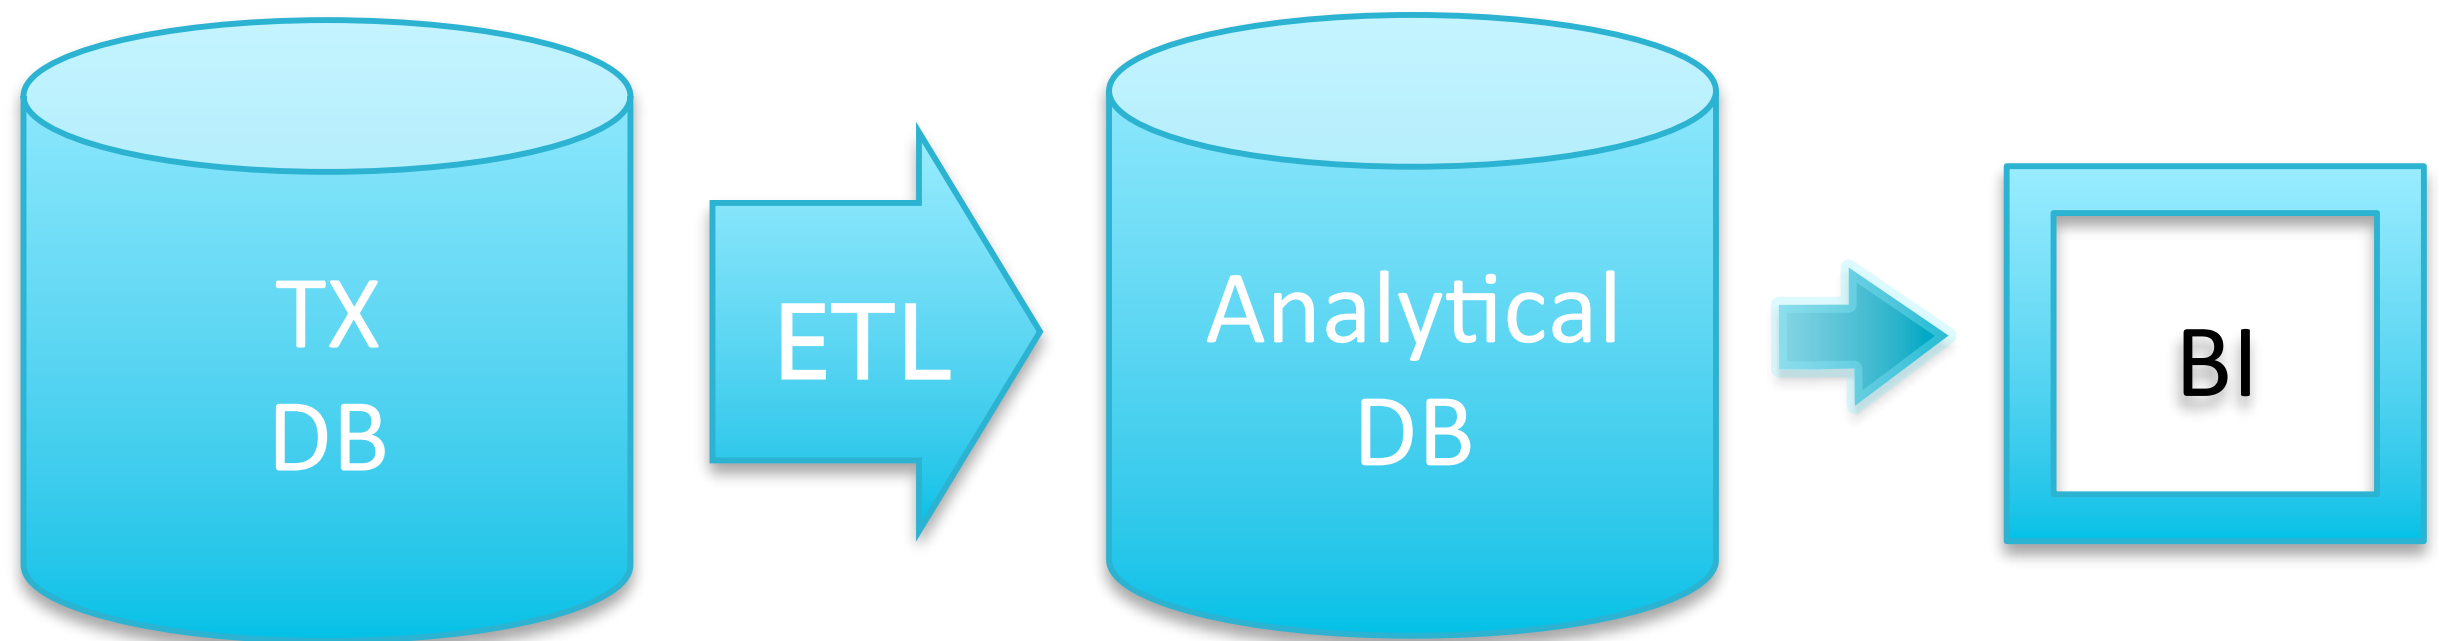 TX
DB
ETL
Analytical
DB
BI